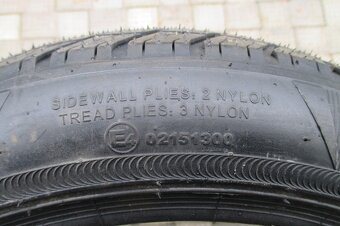 SIDEWALL PLIES: 2 NYLON
TREAD PLIES: 3 NYLON
02151300